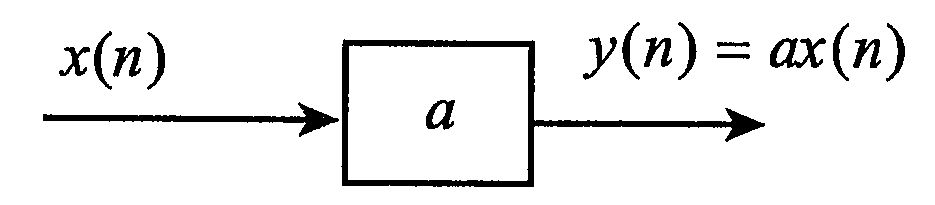 x(n)
a
y(n) = ax(n)